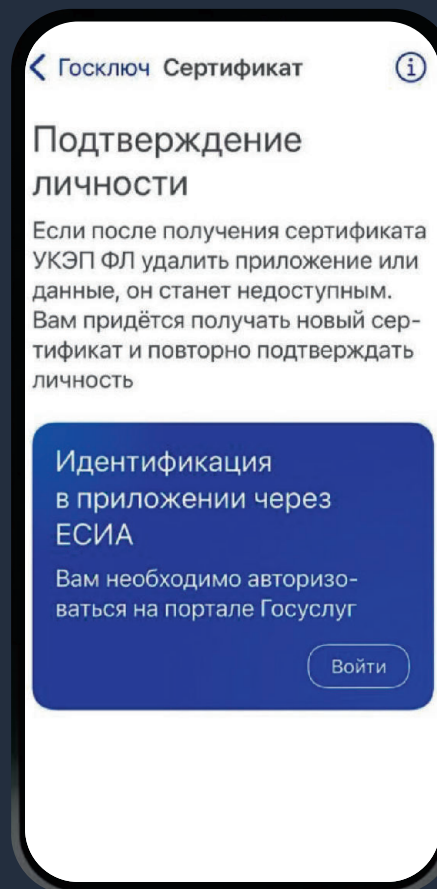 Госключ Сертификат
Подтверждение
личности
Если после получения сертификата
УКЭП ФЛ удалить приложение или
данные, он станет недоступным.
Вам придётся получать новый сер-
тификат и повторно подтверждать
личность
Идентификация
в приложении через
ЕСИА
Вам необходимо авторизо-
ваться на портале Госуслуг
Войти